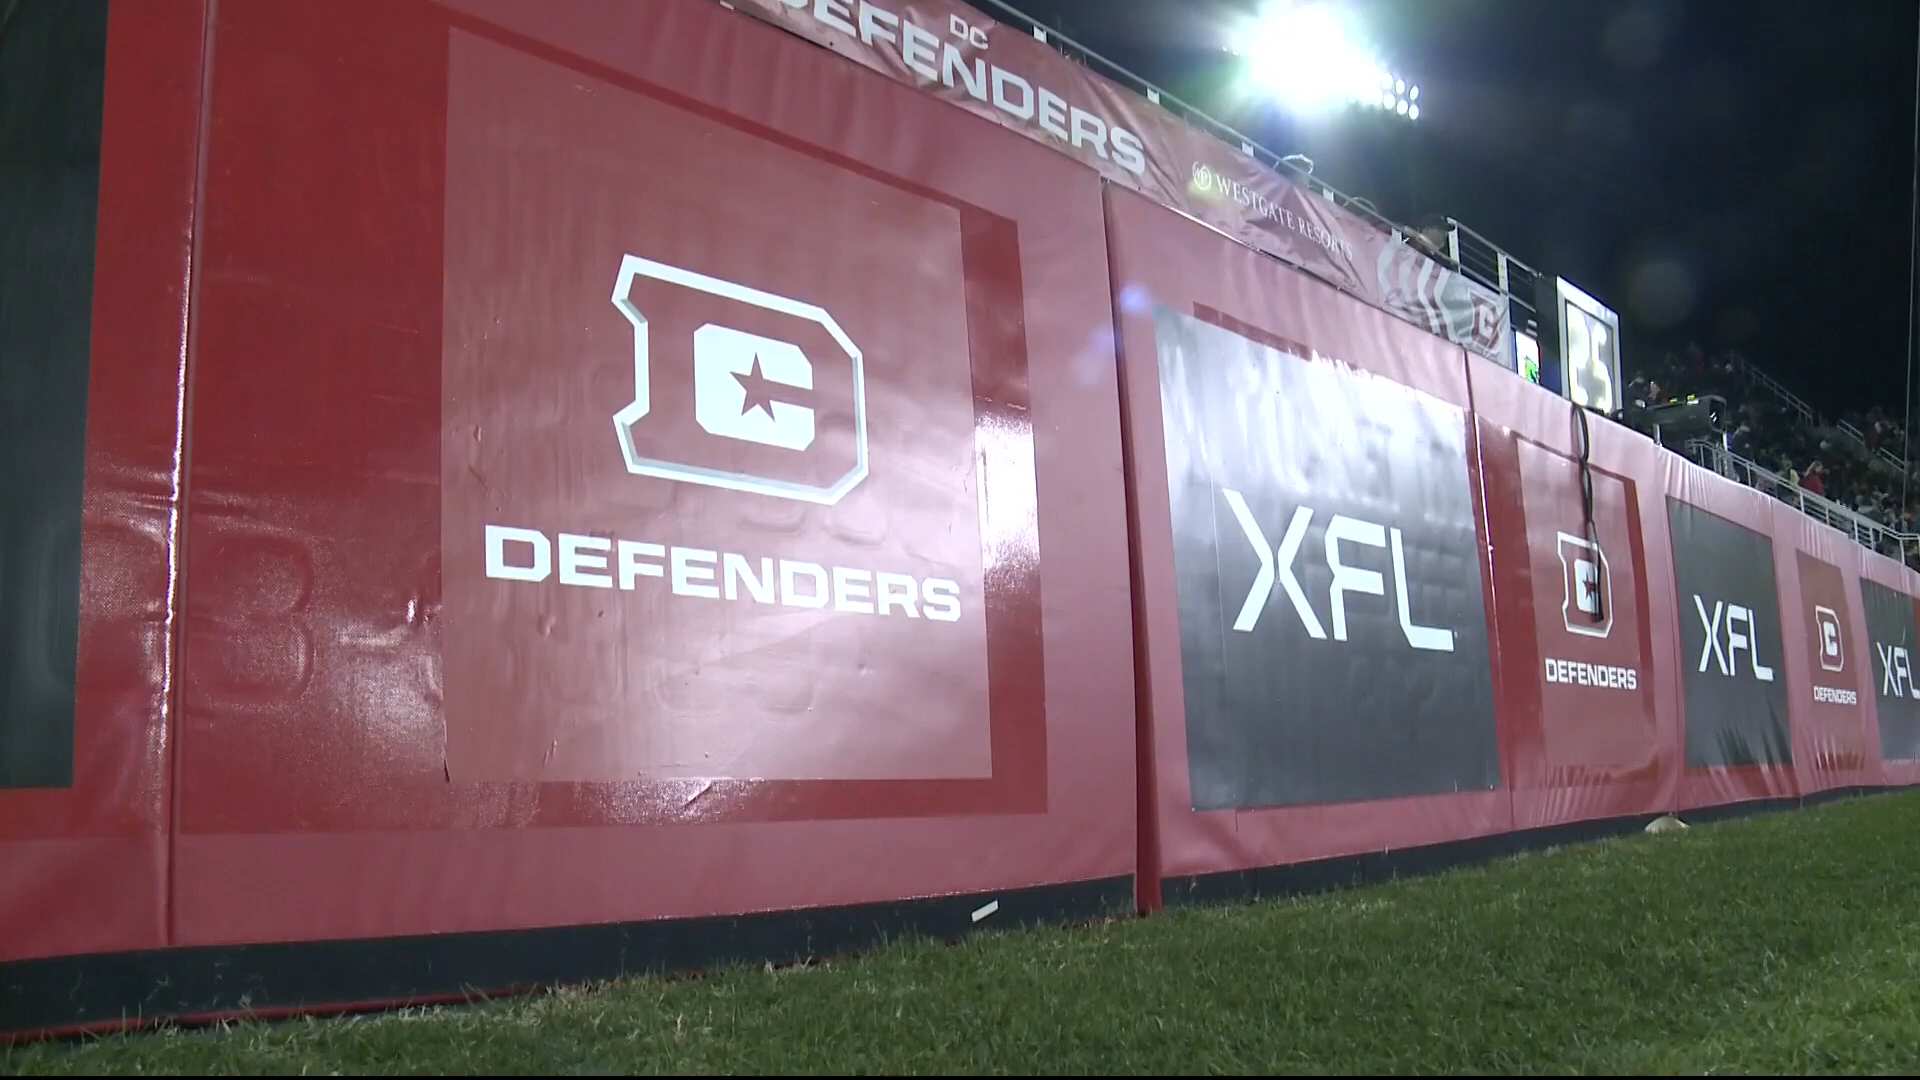 DC
DEFENDERS
WESTGATE RESORTS
25
DEFENDERS
XFL
DEFENDERS
XFL
DEFENDERS
XFL